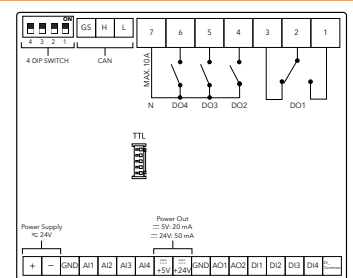 ON
4 3 2 1
4 DIP SWITCH
GS H L
CAN
7 6 5 4 3 2 1
MAX. 10A
N DO4 DO3 DO2 DO1
TTL
Power Supply
24V
Power Out
5V: 20 mA
24V: 50 mA
+ − GND AI1 AI2 AI3 AI4 +5V +24V GND AO1 AO2 DI1 DI2 DI3 DI4 DI_
Common